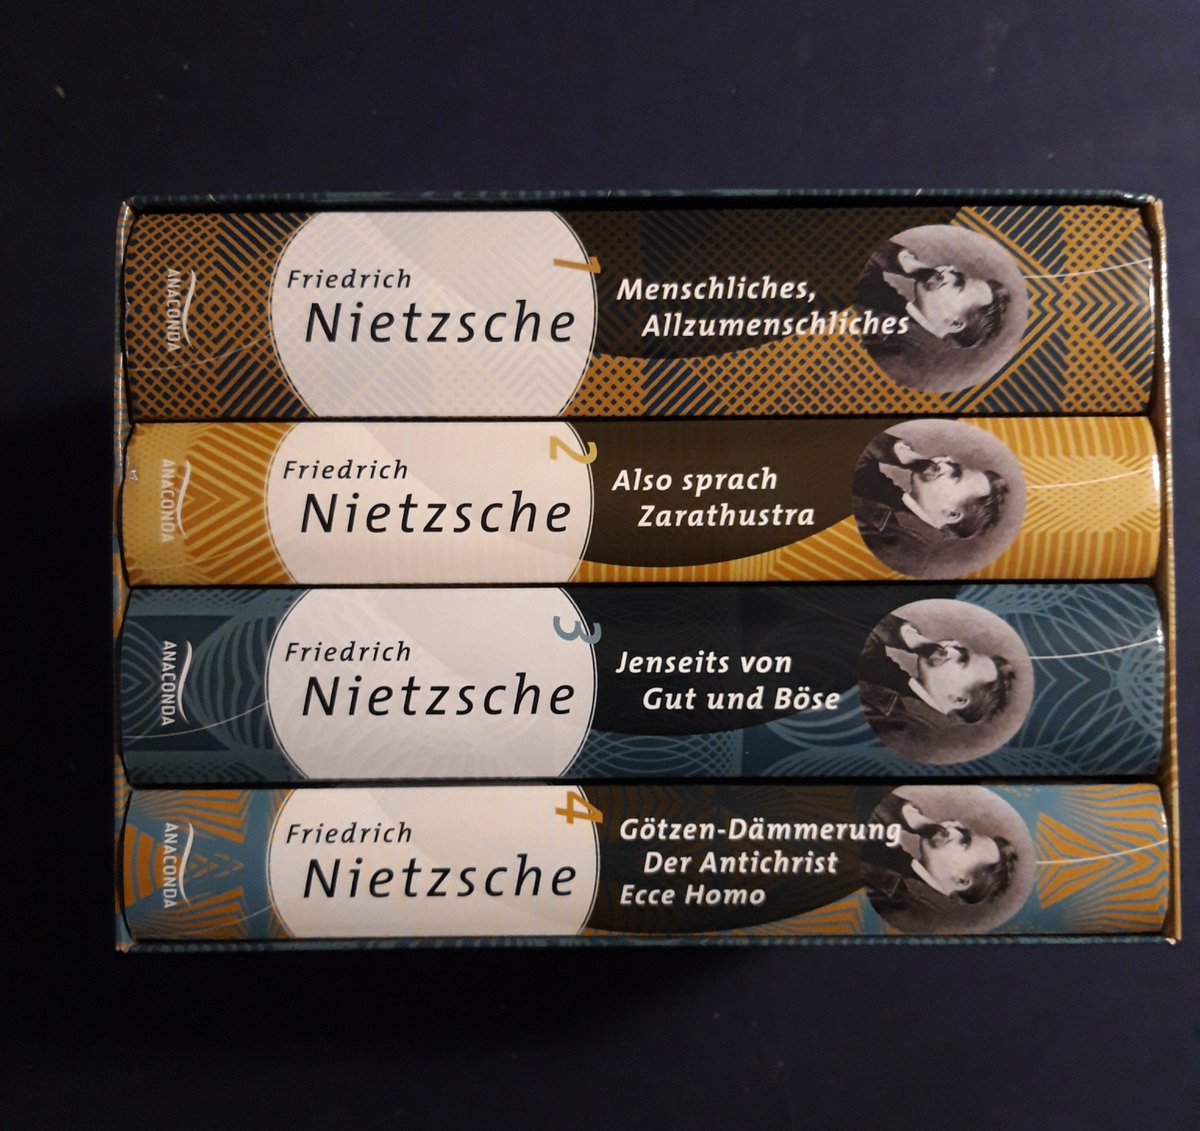 ANACONDA
Friedrich
Nietzsche
1
Menschliches,
Allzumenschliches
ANACONDA
Friedrich
Nietzsche
2
Also sprach
Zarathustra
ANACONDA
Friedrich
Nietzsche
3
Jenseits von
Gut und Böse
ANACONDA
Friedrich
Nietzsche
4
Götzen-Dämmerung
Der Antichrist
Ecce Homo